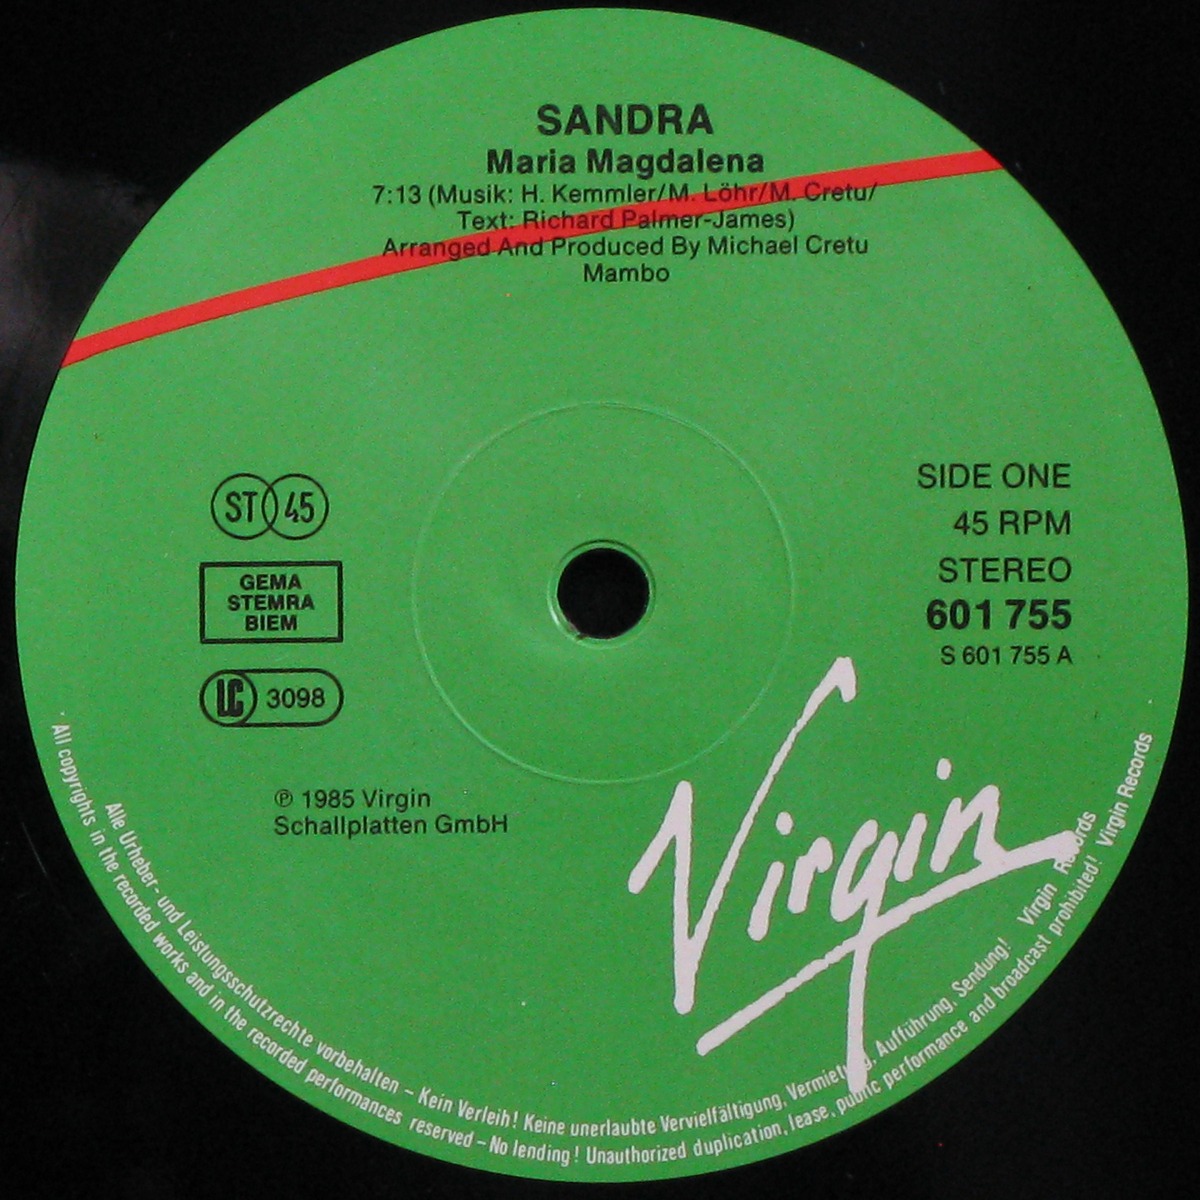 SANDRA
Maria Magdalena
7:13 (Musik: H. Kemmler/M. Löhr/M. Cretu/
Text: Richard Palmer-James)
Arranged And Produced By Michael Cretu
Mambo
ST 45
GEMA
STEMRA
BIEM
LC 3098
SIDE ONE
45 RPM
STEREO
601 755
S 601 755 A
℗ 1985 Virgin
Schallplatten GmbH
Virgin
Alle Urheber- und Leistungsschutzrechte vorbehalten – Kein Verleih! Keine unerlaubte Vervielfältigung, Vermietung, Aufführung, Sendung! Virgin Records
All copyrights in the recorded works and in the recorded performances reserved – No lending! Unauthorized duplication, lease, public performance and broadcast prohibited! Virgin Records